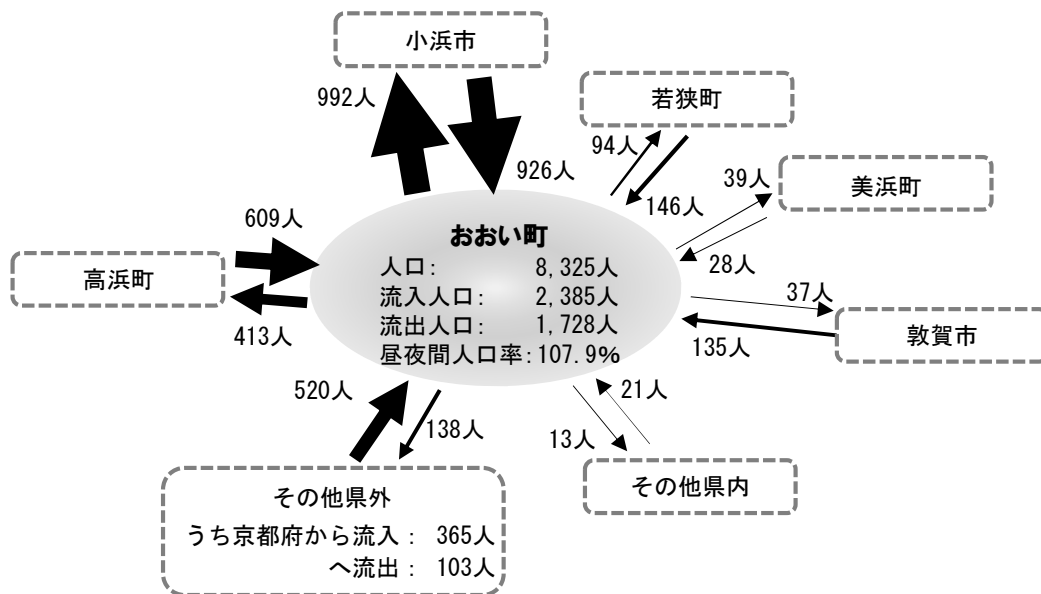 小浜市
992人
926人
若狭町
94人
146人
美浜町
39人
28人
609人
高浜町
413人
おおい町
人口: 8,325人
流入人口: 2,385人
流出人口: 1,728人
昼夜間人口率:107.9%
37人
135人
敦賀市
520人
138人
21人
13人
その他県外
うち京都府から流入: 365人
へ流出: 103人
その他県内